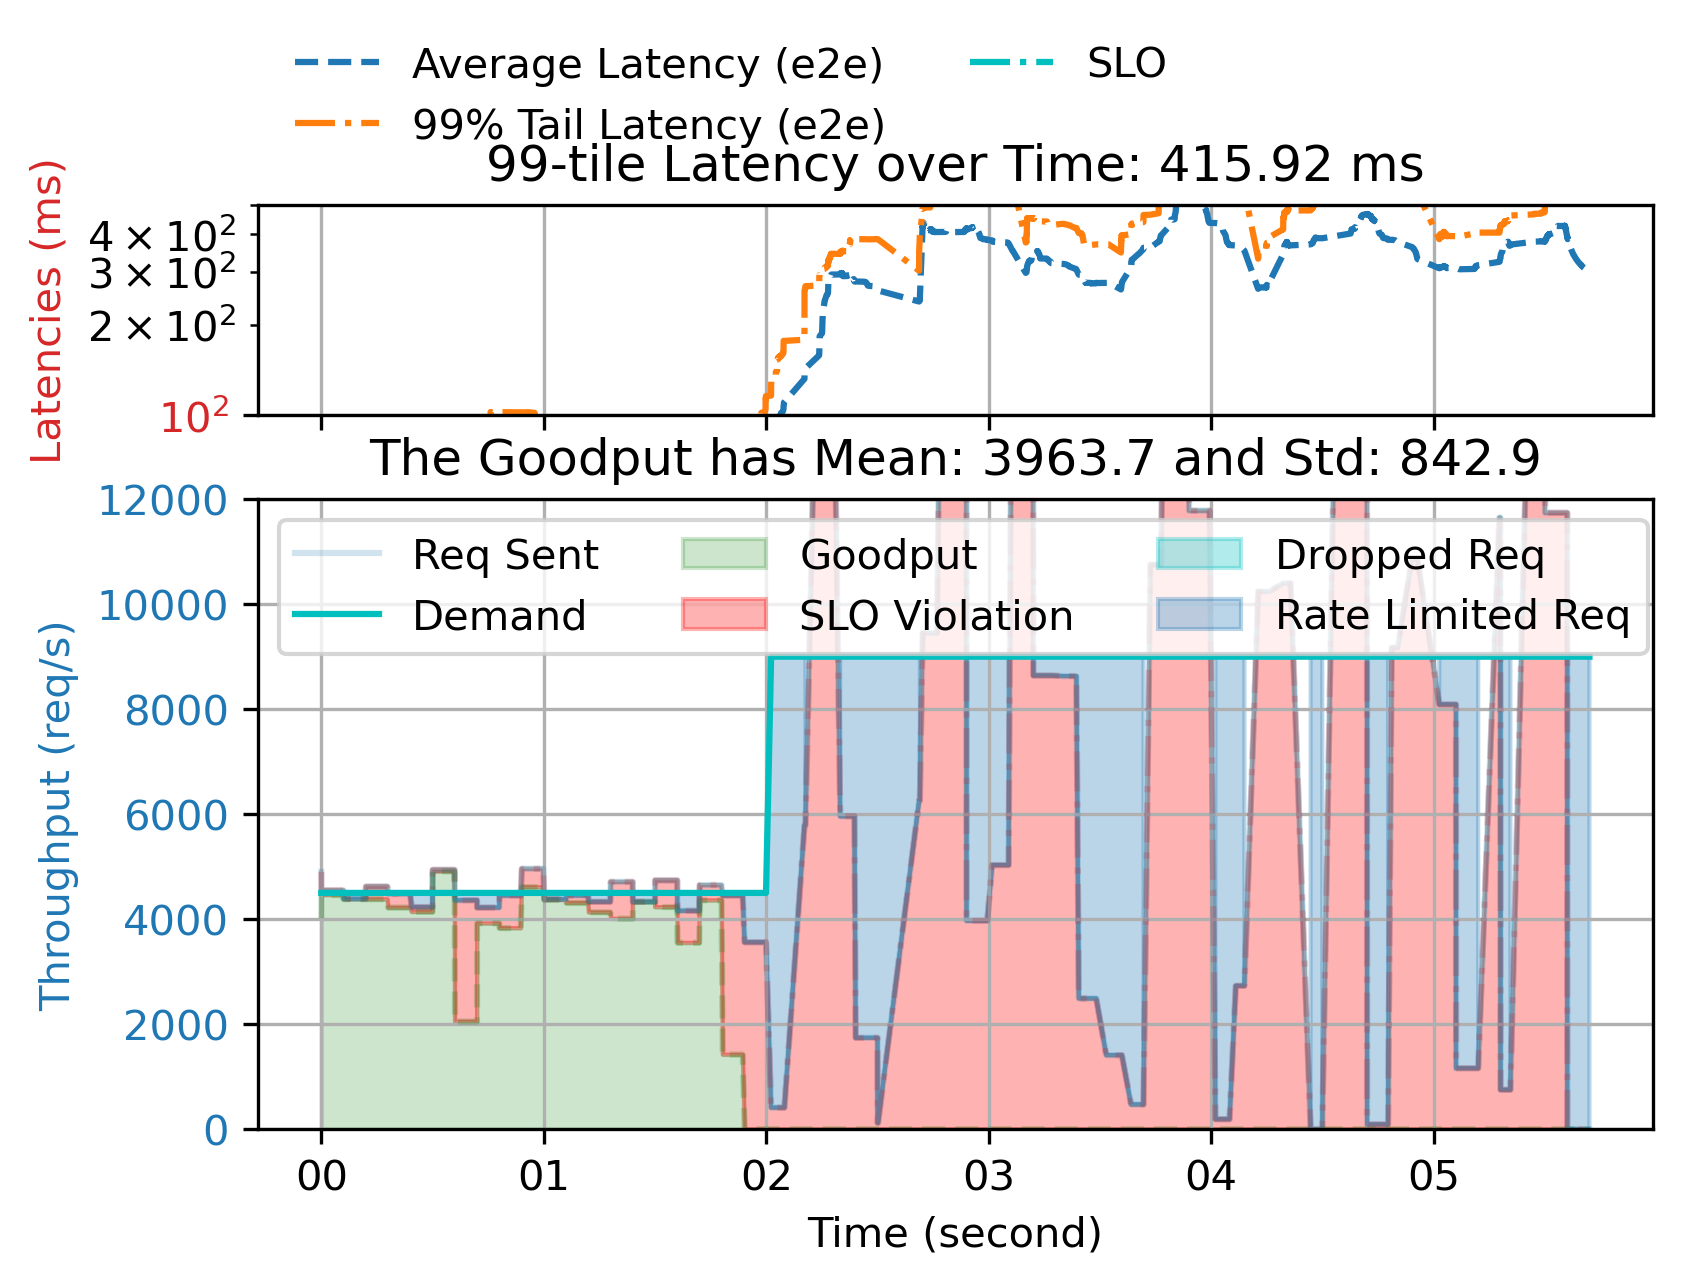 Average Latency (e2e)
SLO
99% Tail Latency (e2e)
99-tile Latency over Time: 415.92 ms
Latencies (ms)
4 × 10²
3 × 10²
2 × 10²
10²
The Goodput has Mean: 3963.7 and Std: 842.9
Throughput (req/s)
12000
10000
8000
6000
4000
2000
0
Req Sent
Goodput
Dropped Req
Demand
SLO Violation
Rate Limited Req
00 01 02 03 04 05
Time (second)